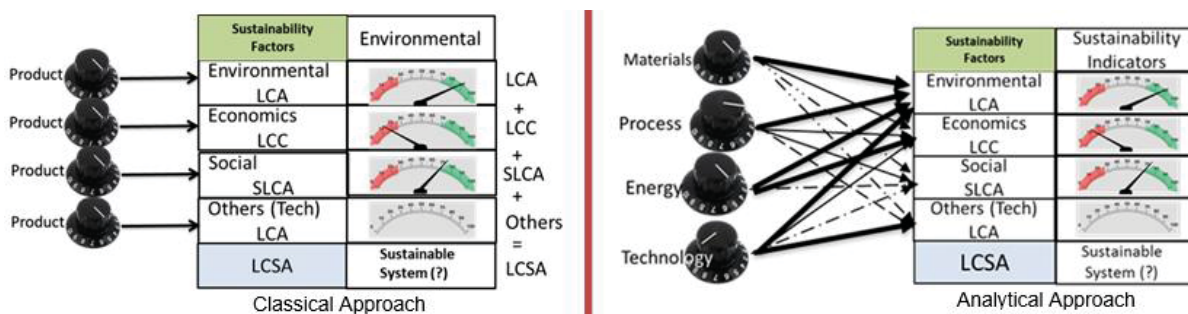 Sustainability
Factors
Environmental
Product
Environmental
LCA
LCA
+
Product
Economics
LCC
LCC
+
Product
Social
SLCA
SLCA
+
Product
Others (Tech)
LCA
Others
=
LCSA
Sustainable
System (?)
LCSA
Classical Approach
Materials
Process
Energy
Technology
Sustainability
Factors
Sustainability
Indicators
Environmental
LCA
Economics
LCC
Social
SLCA
Others (Tech)
LCA
LCSA
Sustainable
System (?)
Analytical Approach